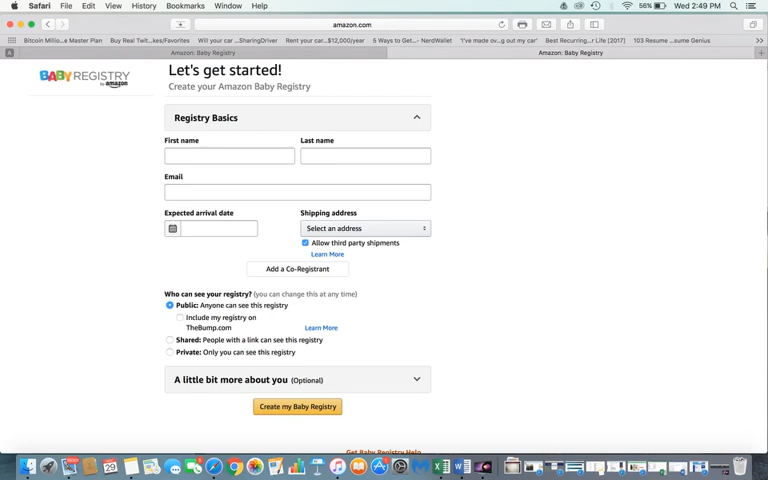 Safari File Edit View History Bookmarks Window Help 56% Wed 2:49 PM
amazon.com
Bitcoin Millio...e Master Plan Buy Real Twit...kes/Favorites Will your car ...SharingDriver Rent your car...$12,000/year 5 Ways to Get... - NerdWallet 'I've made ov...g out my car' Best Recurring...r Life [2017] 103 Resume ...sume Genius
Amazon: Baby Registry Amazon: Baby Registry
BABY REGISTRY
by amazon
Let's get started!
Create your Amazon Baby Registry
Registry Basics
First name Last name
Email
Expected arrival date Shipping address
Select an address
Allow third party shipments
Learn More
Add a Co-Registrant
Who can see your registry? (you can change this at any time)
Public: Anyone can see this registry
Include my registry on
TheBump.com Learn More
Shared: People with a link can see this registry
Private: Only you can see this registry
A little bit more about you (Optional)
Create my Baby Registry
Get Baby Registry Help
29